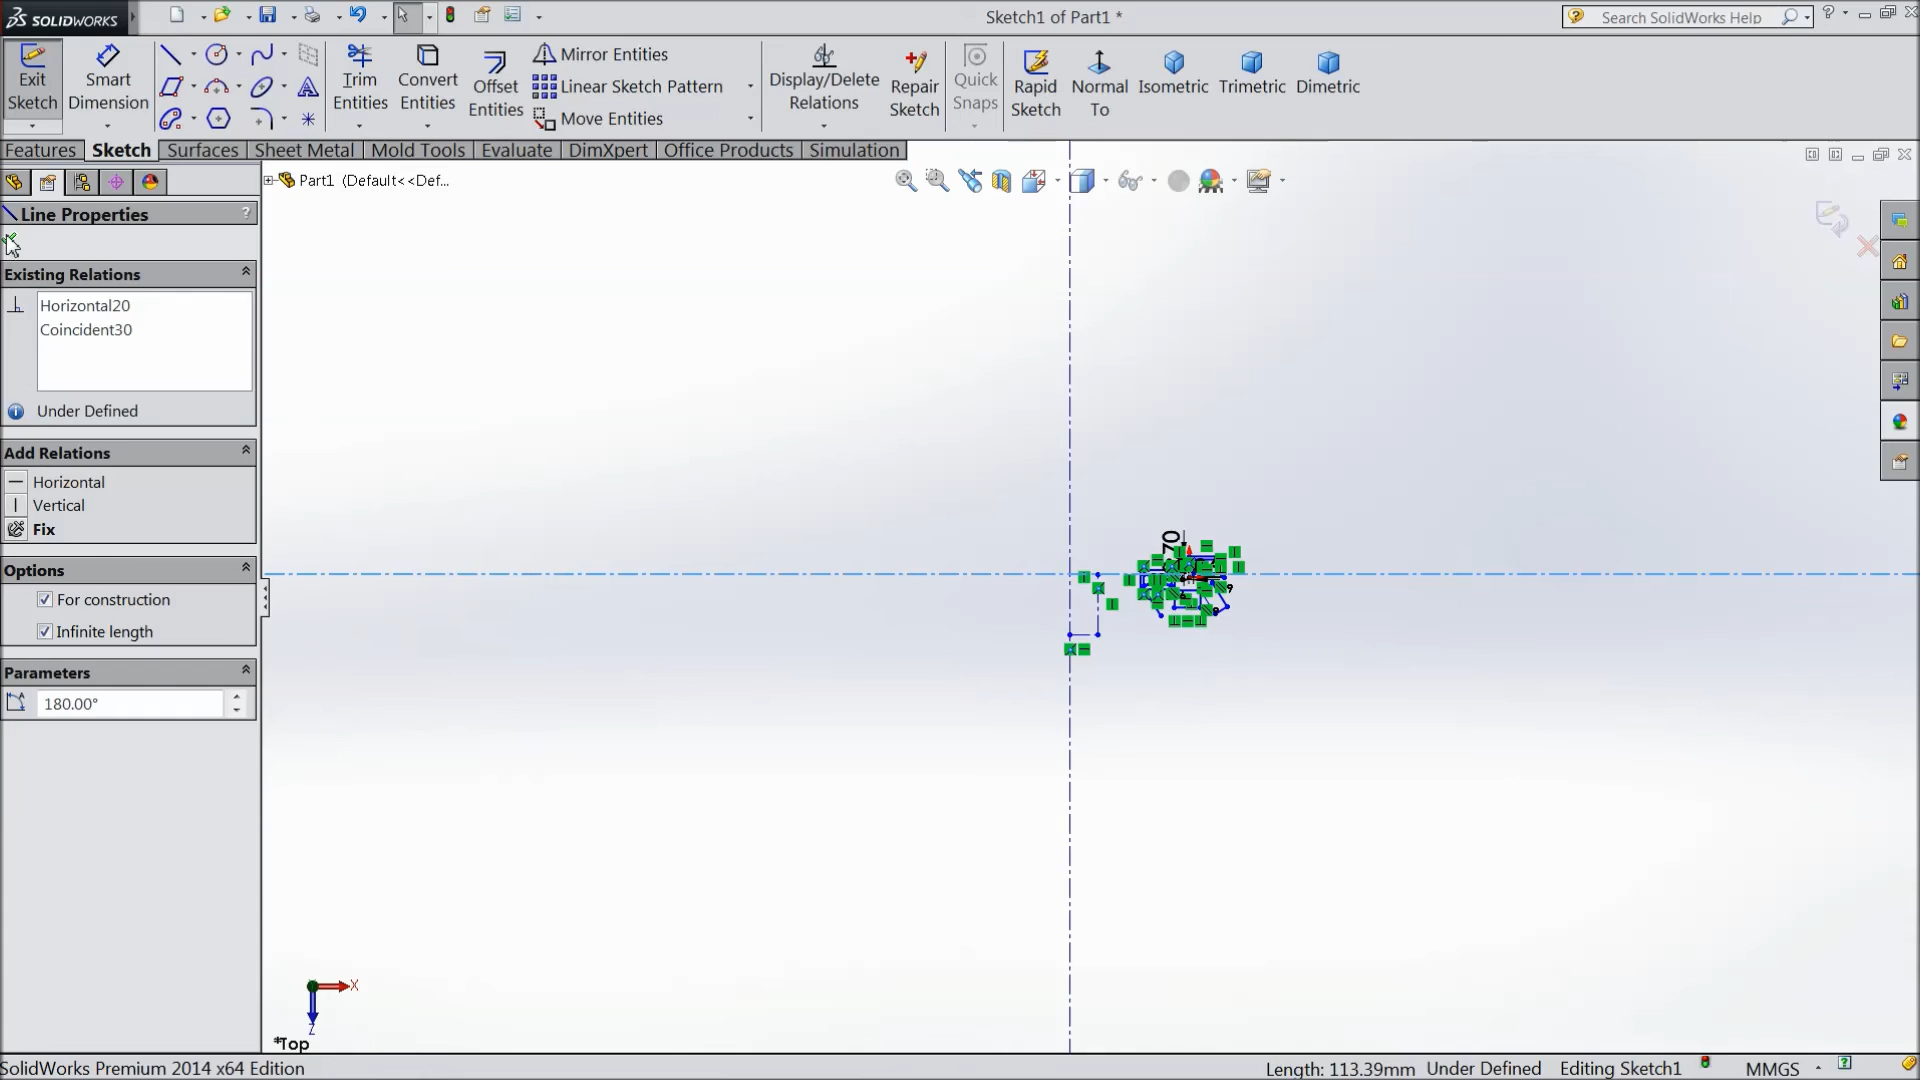 SOLIDWORKS
Sketch1 of Part1 *
Search SolidWorks Help
Exit Sketch
Smart Dimension
Trim Entities
Convert Entities
Offset Entities
Mirror Entities
Linear Sketch Pattern
Move Entities
Display/Delete Relations
Repair Sketch
Quick Snaps
Rapid Sketch
Normal To
Isometric
Trimetric
Dimetric
Features
Sketch
Surfaces
Sheet Metal
Mold Tools
Evaluate
DimXpert
Office Products
Simulation
Part1 (Default<<Def...
Line Properties
?
Existing Relations
Horizontal20
Coincident30
Under Defined
Add Relations
Horizontal
Vertical
Fix
Options
For construction
Infinite length
Parameters
180.00°
70
9
X
Z
*Top
SolidWorks Premium 2014 x64 Edition
Length: 113.39mm
Under Defined
Editing Sketch1
MMGS